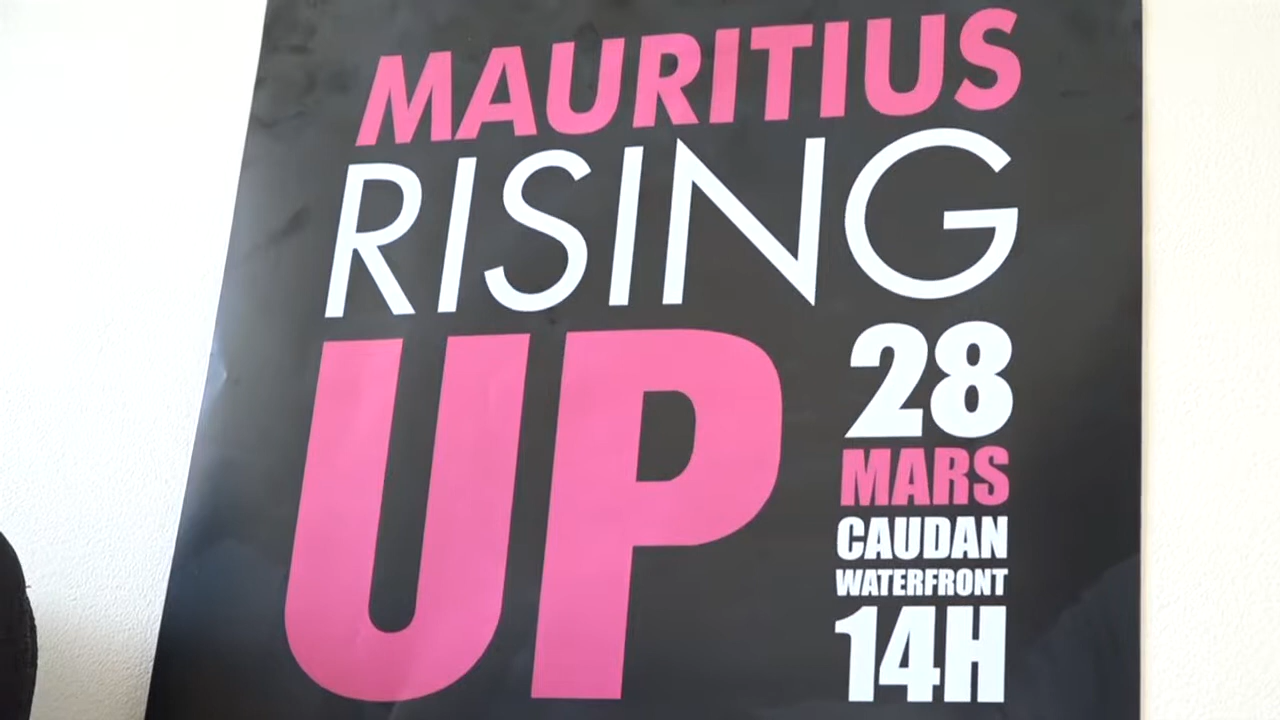 MAURITIUS
RISING
UP
28
MARS
CAUDAN
WATERFRONT
14H